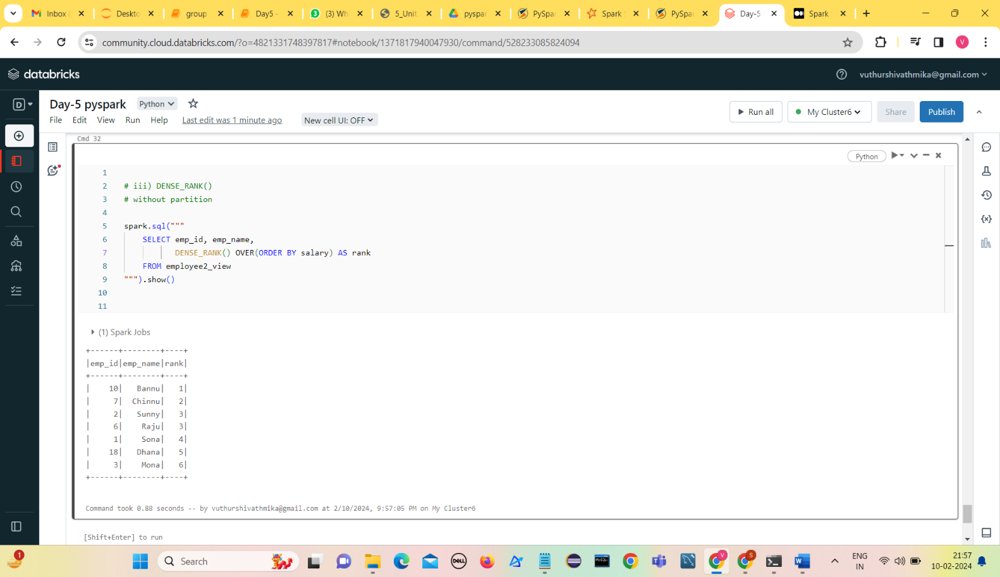 Inbox
Deskto
group
Day5 -
(3) Wh
5_Unit
pyspar
PySpa
Spark
PySpa
Day-5
Spark
community.cloud.databricks.com/?o=4821331748397817#notebook/1371817940047930/command/528233085824094
V
databricks
vuthurshivathmika@gmail.com
D
Day-5 pyspark
Python
File Edit View Run Help Last edit was 1 minute ago New cell UI: OFF
Run all
My Cluster6
Share
Publish
Cmd 32
Python
1
2 # iii) DENSE_RANK()
3 # without partition
4
5 spark.sql("""
6 SELECT emp_id, emp_name,
7 DENSE_RANK() OVER(ORDER BY salary) AS rank
8 FROM employee2_view
9 """).show()
10
11
(1) Spark Jobs
+------+--------+----+
|emp_id|emp_name|rank|
+------+--------+----+
|    10|   Bannu|   1|
|     7|  Chinnu|   2|
|     2|   Sunny|   3|
|     6|    Raju|   3|
|     1|    Sona|   4|
|    18|   Dhana|   5|
|     3|    Mona|   6|
+------+--------+----+
Command took 0.88 seconds -- by vuthurshivathmika@gmail.com at 2/10/2024, 9:57:05 PM on My Cluster6
[Shift+Enter] to run
1
Search
DELL
MySQL
V
S
ENG
IN
21:57
10-02-2024